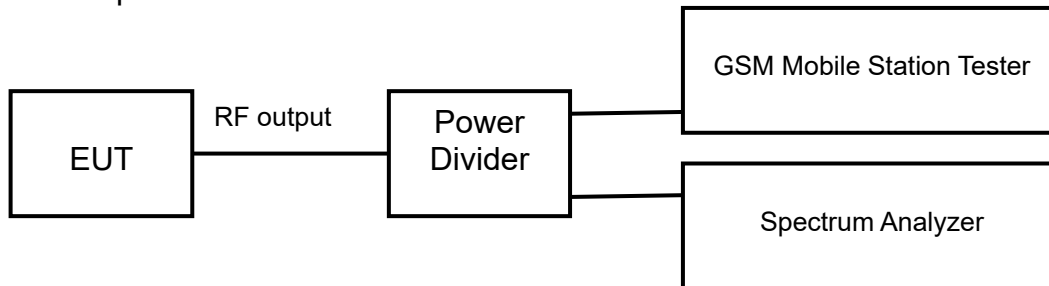 EUT
RF output
Power
Divider
GSM Mobile Station Tester
Spectrum Analyzer